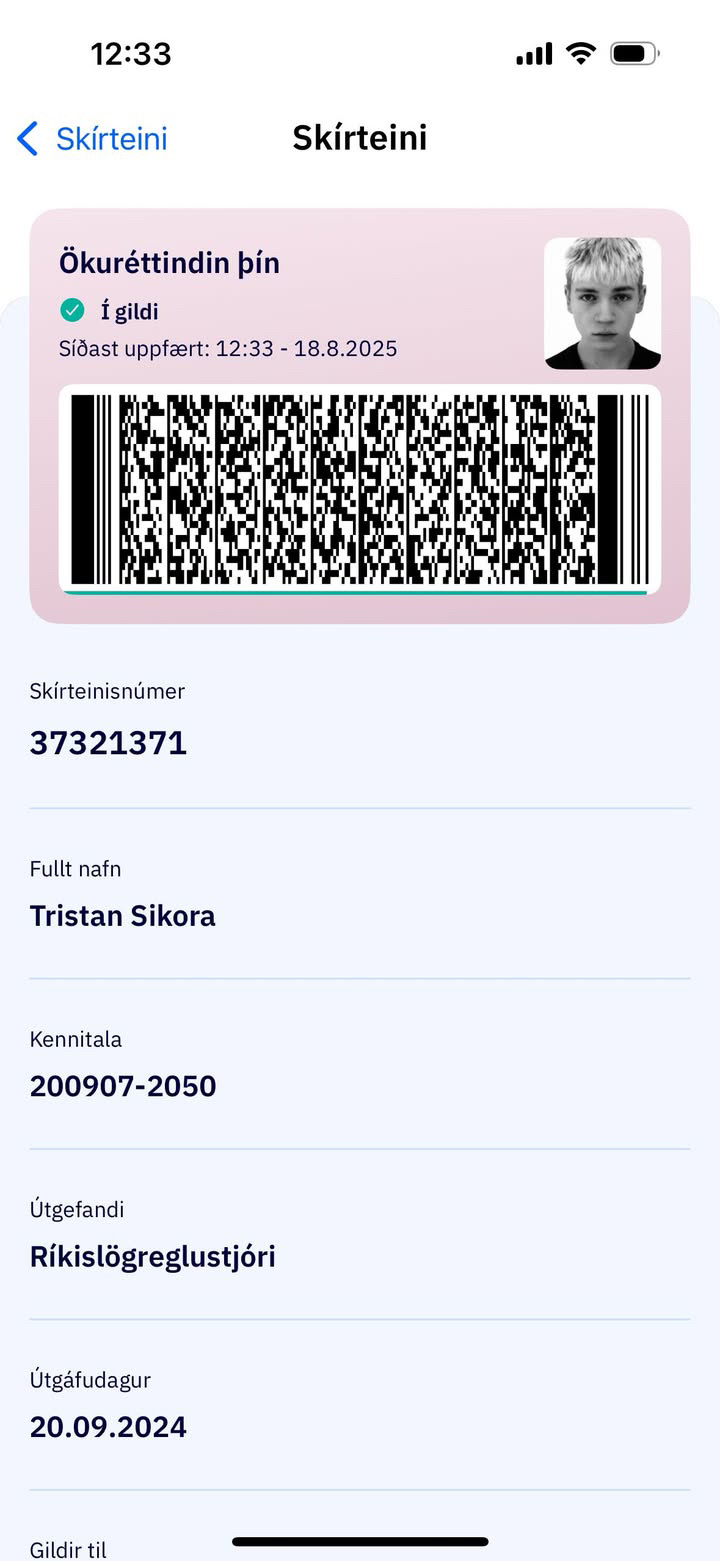 12:33
Skírteini
Skírteini
Ökuréttindin þín
Í gildi
Síðast uppfært: 12:33 - 18.8.2025
Skírteinisnúmer
37321371
Fullt nafn
Tristan Sikora
Kennitala
200907-2050
Útgefandi
Ríkislögreglustjóri
Útgáfudagur
20.09.2024
Gildir til